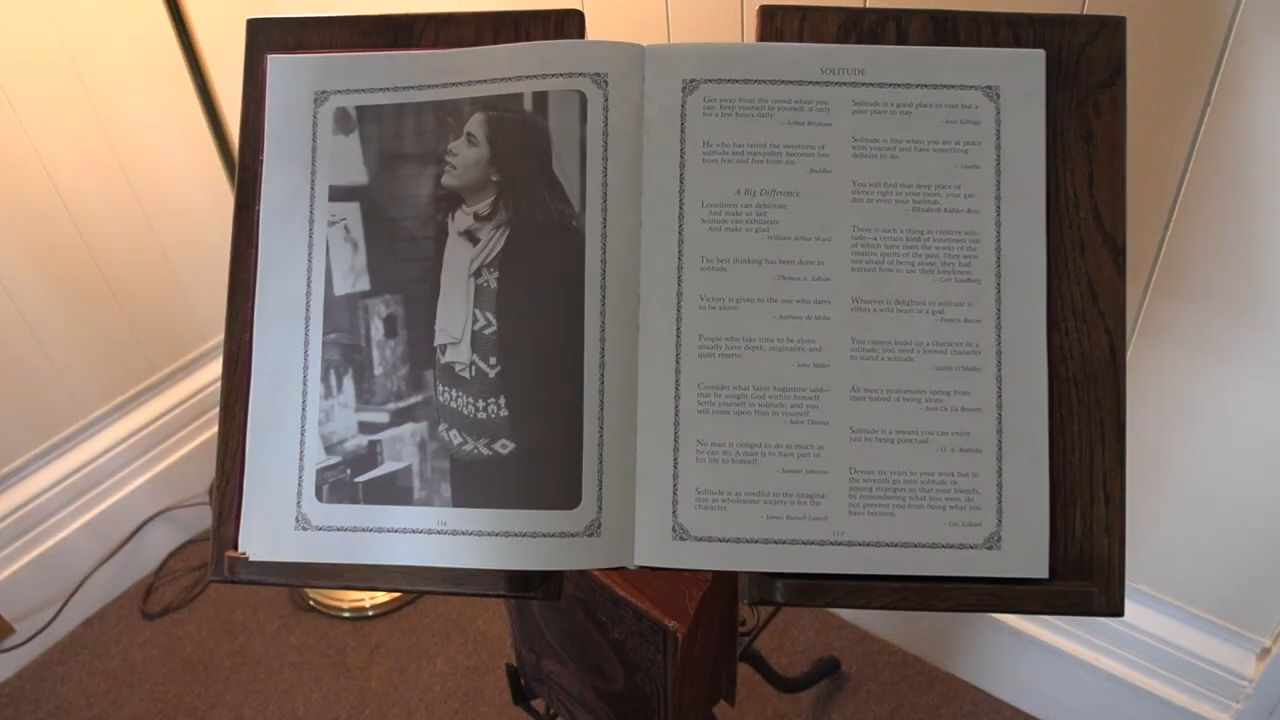 SOLITUDE
Get away from the crowd when you
can. Keep yourself to yourself, if only
for a few hours daily.
– Arthur Brisbane
He who has tasted the sweetness of
solitude and tranquility becomes free
from fear and free from sin.
– Buddha
A Big Difference
Loneliness can debilitate
And make us sad;
Solitude can exhilarate
And make us glad.
– William Arthur Ward
The best thinking has been done in
solitude.
– Thomas A. Edison
Victory is given to the one who dares
to be alone.
– Anthony de Mello
People who take time to be alone
usually have depth, originality, and
quiet reserve.
– John Miller
Consider what Saint Augustine said—
that he sought God within himself.
Settle yourself in solitude, and you
will come upon Him in yourself.
– Saint Theresa
No man is obliged to do as much as
he can do. A man is to have part of
his life to himself.
– Samuel Johnson
Solitude is as needful to the imagina-
tion as wholesome society is for the
character.
– James Russell Lowell
Solitude is a good place to visit but a
poor place to stay.
– Josh Billings
Solitude is fine when you are at peace
with yourself and have something
definite to do.
– Goethe
You will find that deep place of
silence right in your room, your gar-
den or even your bathtub.
– Elizabeth Kübler-Ross
There is such a thing as creative soli-
tude—a certain kind of loneliness out
of which have risen the works of the
creative spirits of the past. They were
not afraid of being alone; they had
learned how to use their loneliness.
– Carl Sandburg
Whoever is delighted in solitude is
either a wild beast or a god.
– Francis Bacon
You cannot build up a character in a
solitude; you need a formed character
to stand a solitude.
– Austin O'Malley
All men's misfortunes spring from
their hatred of being alone.
– Jean De La Bruyere
Solitude is a reward you can enjoy
just by being punctual.
– O. A. Battista
Devote six years to your work but in
the seventh go into solitude or
among strangers so that your friends,
by remembering what you were, do
not prevent you from being what you
have become.
– Leo Szilard
116
117